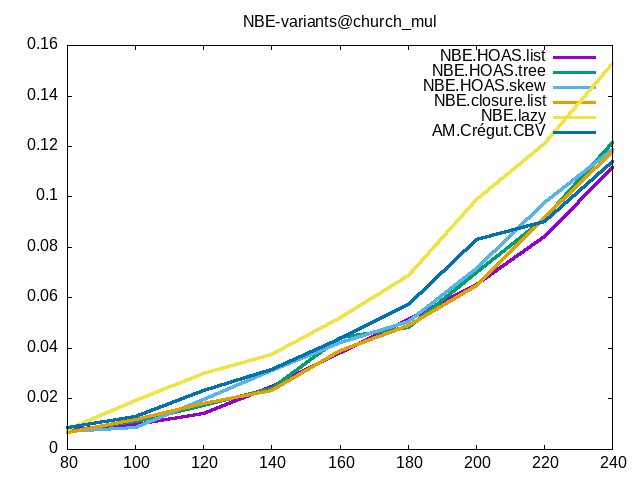 NBE-variants@church_mul
0.16
0.14
0.12
0.1
0.08
0.06
0.04
0.02
0
80 100 120 140 160 180 200 220 240
NBE.HOAS.list
NBE.HOAS.tree
NBE.HOAS.skew
NBE.closure.list
NBE.lazy
AM.Crégut.CBV